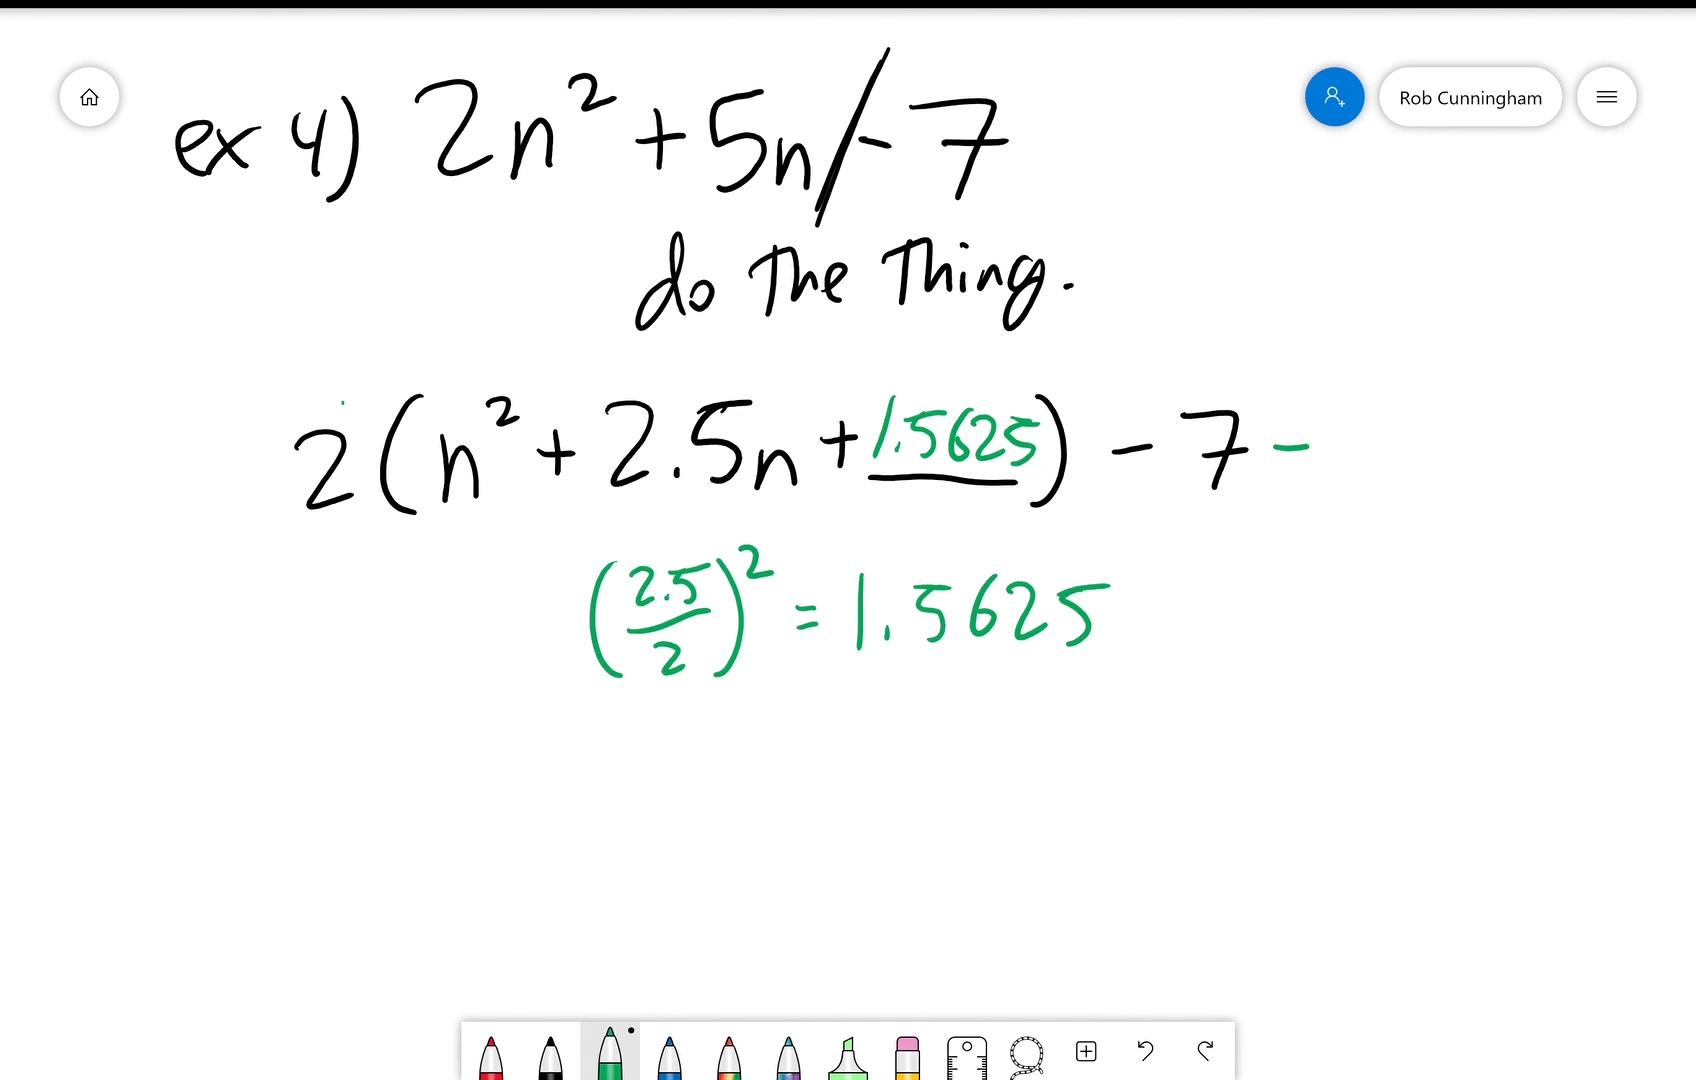 Rob Cunningham
ex 4) 2n² + 5n / - 7
do the thing.
2(n² + 2.5n + 1.5625) - 7 -
(2.5/2)² = 1.5625